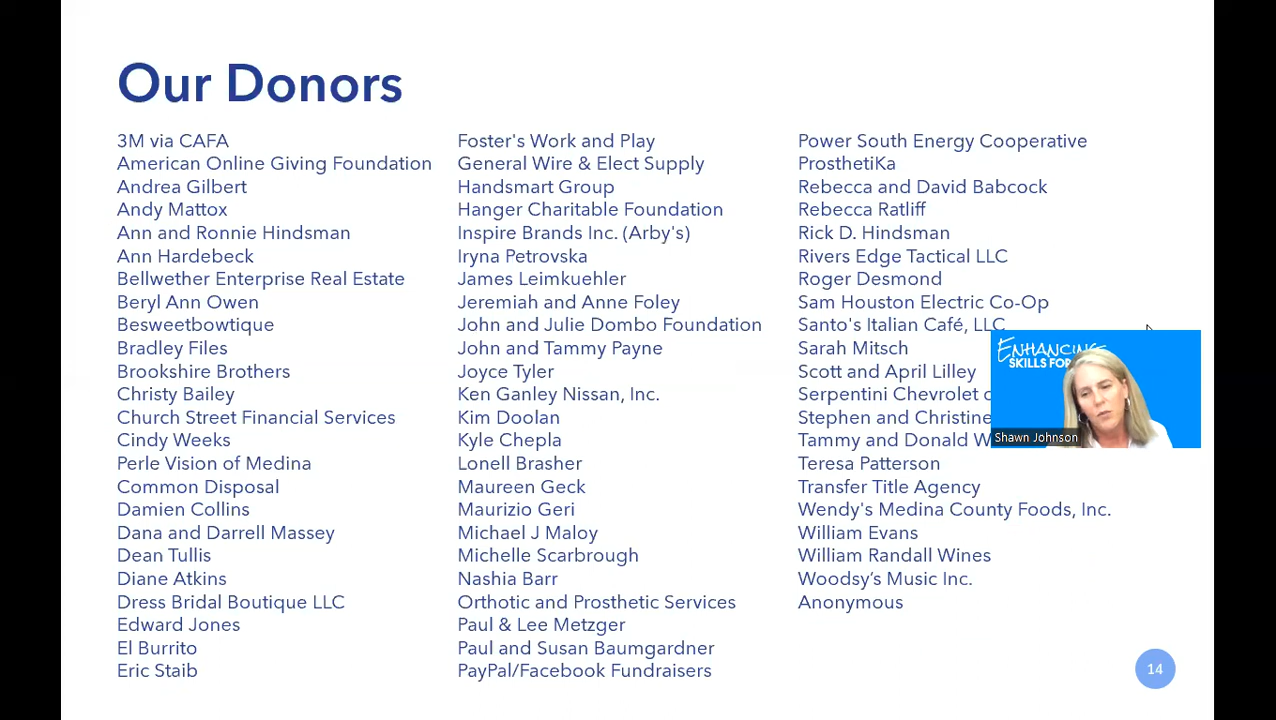 Our Donors
3M via CAFA
American Online Giving Foundation
Andrea Gilbert
Andy Mattox
Ann and Ronnie Hindsman
Ann Hardebeck
Bellwether Enterprise Real Estate
Beryl Ann Owen
Besweetbowtique
Bradley Files
Brookshire Brothers
Christy Bailey
Church Street Financial Services
Cindy Weeks
Perle Vision of Medina
Common Disposal
Damien Collins
Dana and Darrell Massey
Dean Tullis
Diane Atkins
Dress Bridal Boutique LLC
Edward Jones
El Burrito
Eric Staib
Foster's Work and Play
General Wire & Elect Supply
Handsmart Group
Hanger Charitable Foundation
Inspire Brands Inc. (Arby's)
Iryna Petrovska
James Leimkuehler
Jeremiah and Anne Foley
John and Julie Dombo Foundation
John and Tammy Payne
Joyce Tyler
Ken Ganley Nissan, Inc.
Kim Doolan
Kyle Chepla
Lonell Brasher
Maureen Geck
Maurizio Geri
Michael J Maloy
Michelle Scarbrough
Nashia Barr
Orthotic and Prosthetic Services
Paul & Lee Metzger
Paul and Susan Baumgardner
PayPal/Facebook Fundraisers
Power South Energy Cooperative
ProsthetiKa
Rebecca and David Babcock
Rebecca Ratliff
Rick D. Hindsman
Rivers Edge Tactical LLC
Roger Desmond
Sam Houston Electric Co-Op
Santo's Italian Café, LLC
Sarah Mitsch
Scott and April Lilley
Serpentini Chevrolet
Stephen and Christine
Tammy and Donald
Teresa Patterson
Transfer Title Agency
Wendy's Medina County Foods, Inc.
William Evans
William Randall Wines
Woodsy’s Music Inc.
Anonymous
ENHANCING
SKILLS FOR
Shawn Johnson
14